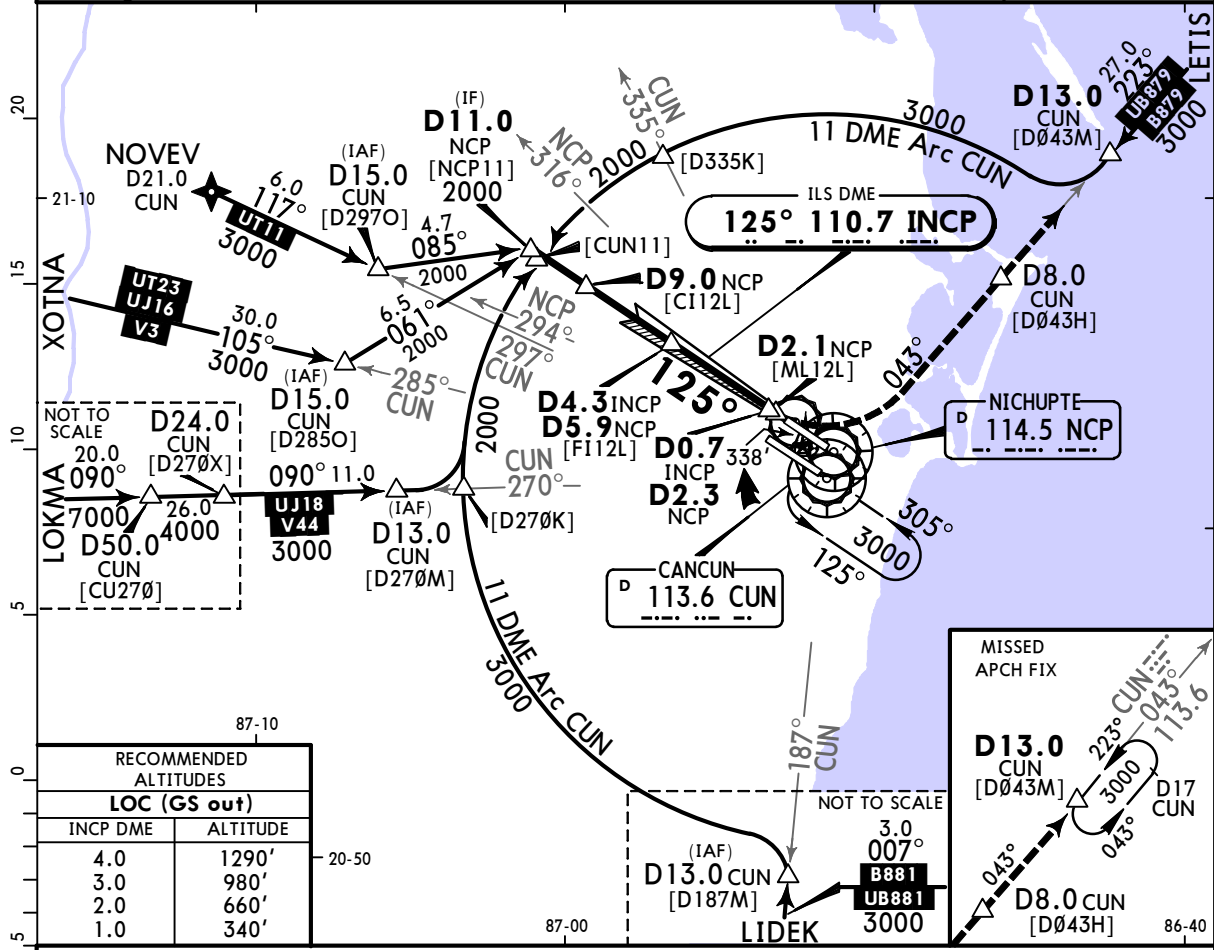 LETIS
27.0
223°
UB879
B879
3000
D13.0
CUN
[DØ43M]
3000
11 DME Arc CUN
CUN
335°
[D335K]
2000
NCP
316°
(IF)
D11.0
NCP
[NCP11]
2000
NOVEV
D21.0
CUN
6.0
117°
UT11
3000
(IAF)
D15.0
CUN
[D297O]
4.7
085°
2000
[CUN11]
ILS DME
125° 110.7 INCP
20
21-10
15
10
5
0
5
XOTNA
UT23
UJ16
V3
30.0
105°
3000
6.5
061°
2000
NCP
294°
297°
CUN
285°
CUN
(IAF)
D15.0
CUN
[D285O]
D9.0 NCP
[CI12L]
D8.0
CUN
[DØ43H]
043°
D2.1 NCP
[ML12L]
125°
D4.3 INCP
D5.9 NCP
[FI12L]
D0.7
INCP
D2.3
NCP
338'
NICHUPTE
D 114.5 NCP
NOT TO
SCALE
D24.0
CUN
[D27ØX]
LOKMA
20.0
090°
7000
26.0
4000
D50.0
CUN
[CU27Ø]
090° 11.0
UJ18
V44
3000
(IAF)
D13.0
CUN
[D27ØM]
2000
CUN
270°
[D27ØK]
305°
3000
125°
CANCUN
D 113.6 CUN
11 DME Arc CUN
3000
187°
CUN
87-10
RECOMMENDED
ALTITUDES
LOC (GS out)
INCP DME ALTITUDE
4.0 1290'
3.0 980'
2.0 660'
1.0 340'
20-50
87-00
NOT TO SCALE
(IAF)
D13.0 CUN
[D187M]
3.0
007°
B881
UB881
3000
LIDEK
MISSED
APCH FIX
CUN
043°
113.6
223°
D13.0
CUN
[DØ43M]
3000
D17
CUN
043°
043°
D8.0 CUN
[DØ43H]
86-40